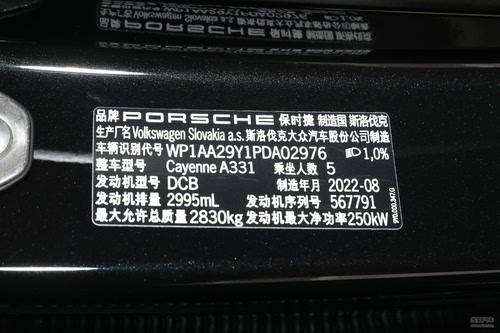 品牌 PORSCHE 保时捷 制造国 斯洛伐克
生产厂名 Volkswagen Slovakia a.s. 斯洛伐克大众汽车股份公司制造
车辆识别代号 WP1AA29Y1PDA02976 1,0%
整车型号 Cayenne A331 乘坐人数 5
发动机型号 DCB 制造年月 2022-08
发动机排量 2995mL 发动机序列号 567791
最大允许总质量 2830kg 发动机最大净功率 250kW
9Y0.000.347.G